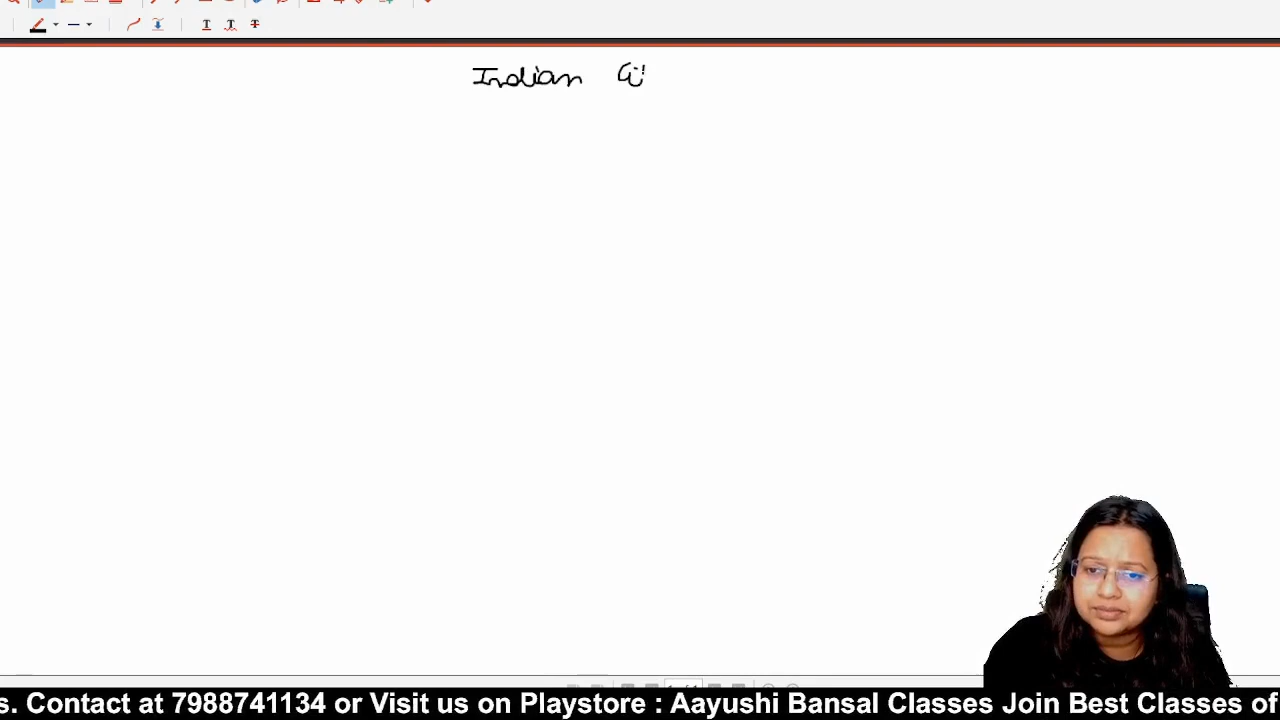 Indian
s. Contact at 7988741134 or Visit us on Playstore : Aayushi Bansal Classes Join Best Classes of